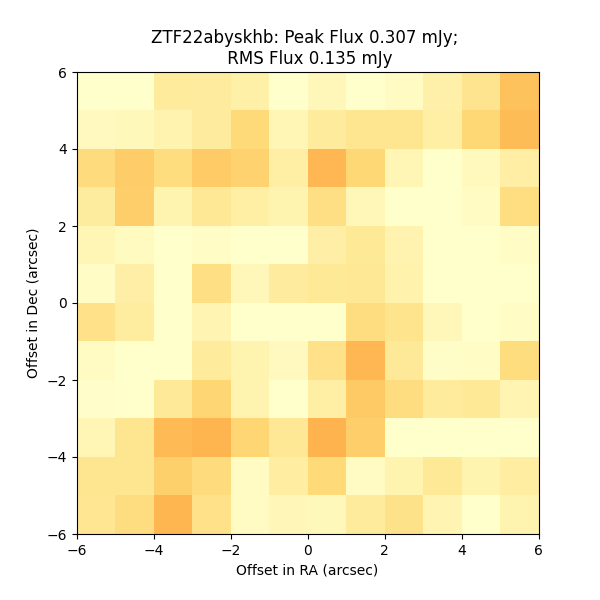 ZTF22abyskhb: Peak Flux 0.307 mJy;
RMS Flux 0.135 mJy
6
4
2
0
−2
−4
−6
Offset in Dec (arcsec)
−6 −4 −2 0 2 4 6
Offset in RA (arcsec)